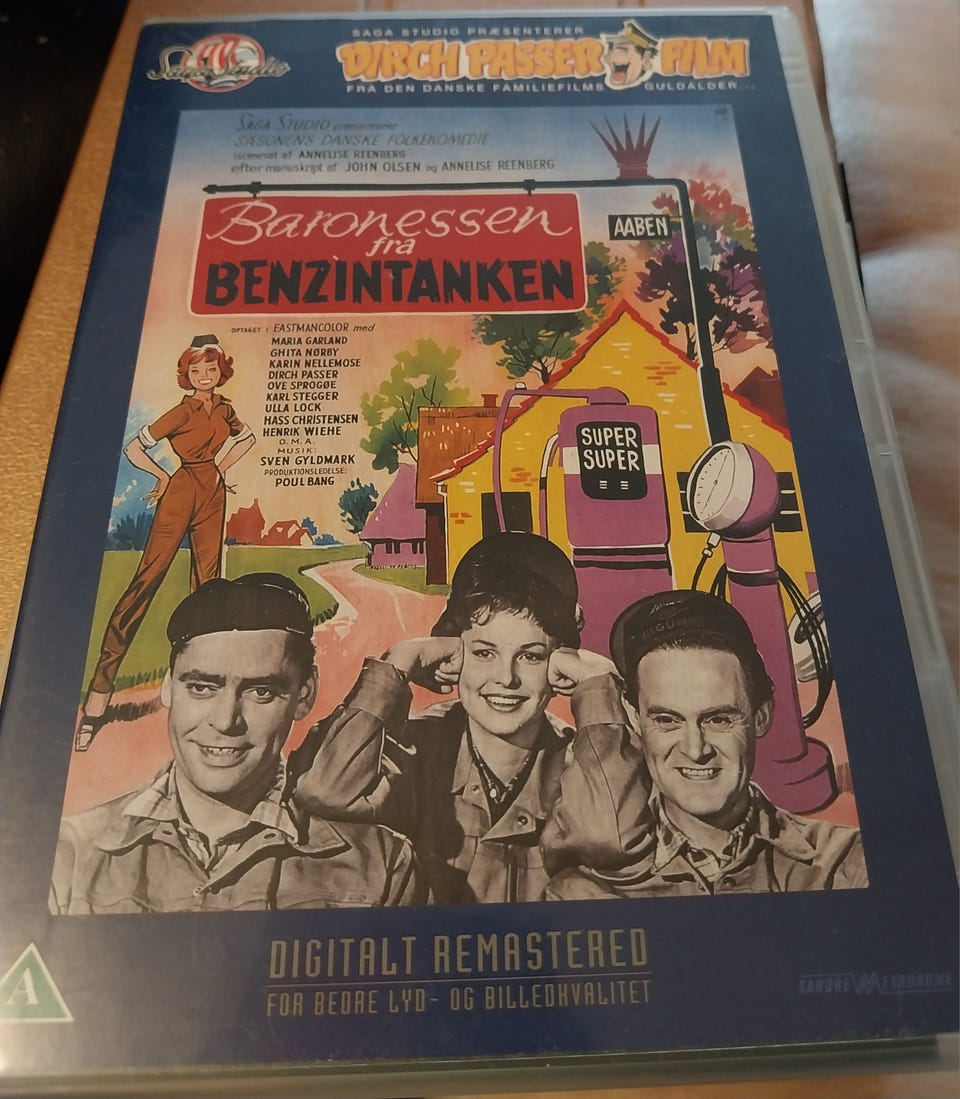 SAGA STUDIO PRÆSENTERER
Saga Studio
DIRCH PASSER FILM
FRA DEN DANSKE FAMILIEFILMS GULDALDER...
SAGA STUDIO præsenterer
SÆSONENS DANSKE FOLKEKOMEDIE
iscenesat af ANNELISE REENBERG
efter manuskript af JOHN OLSEN og ANNELISE REENBERG
Baronessen
fra
BENZINTANKEN
AABEN
OPTAGET I EASTMANCOLOR med
MARIA GARLAND
GHITA NØRBY
KARIN NELLEMOSE
DIRCH PASSER
OVE SPROGØE
KARL STEGGER
ULLA LOCK
HASS CHRISTENSEN
HENRIK WIEHE
O.M.A.
MUSIK:
SVEN GYLDMARK
PRODUKTIONSLEDELSE:
POUL BANG
SUPER
SUPER
DIGITALT REMASTERED
FOR BEDRE LYD- OG BILLEDKVALITET
A
SANDREW METRONOME